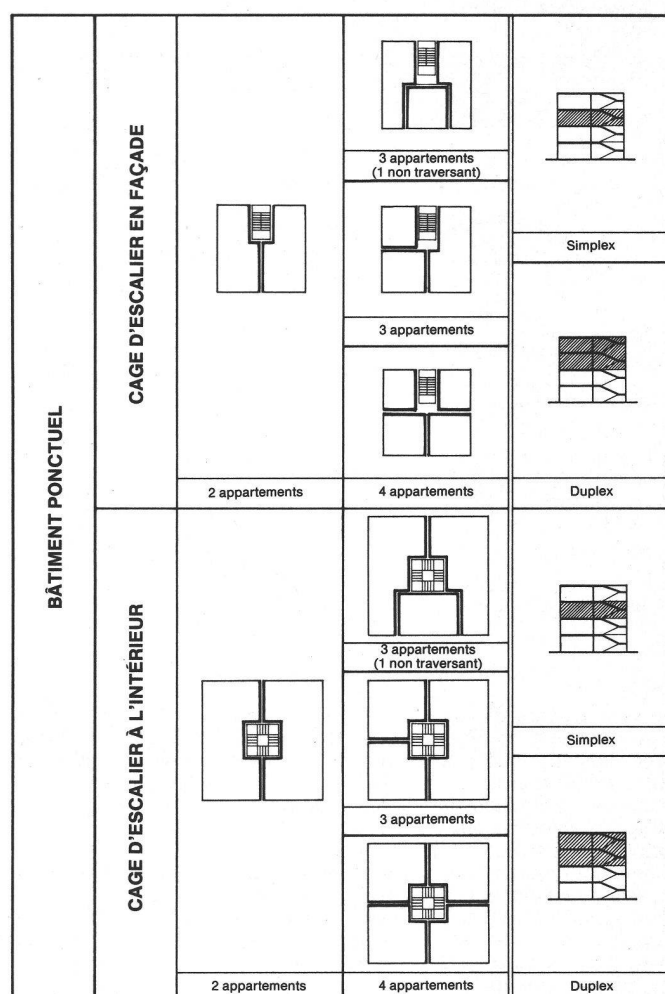 BÂTIMENT PONCTUEL
CAGE D'ESCALIER EN FAÇADE
3 appartements
(1 non traversant)
Simplex
3 appartements
2 appartements
4 appartements
Duplex
CAGE D'ESCALIER À L'INTÉRIEUR
3 appartements
(1 non traversant)
Simplex
3 appartements
2 appartements
4 appartements
Duplex